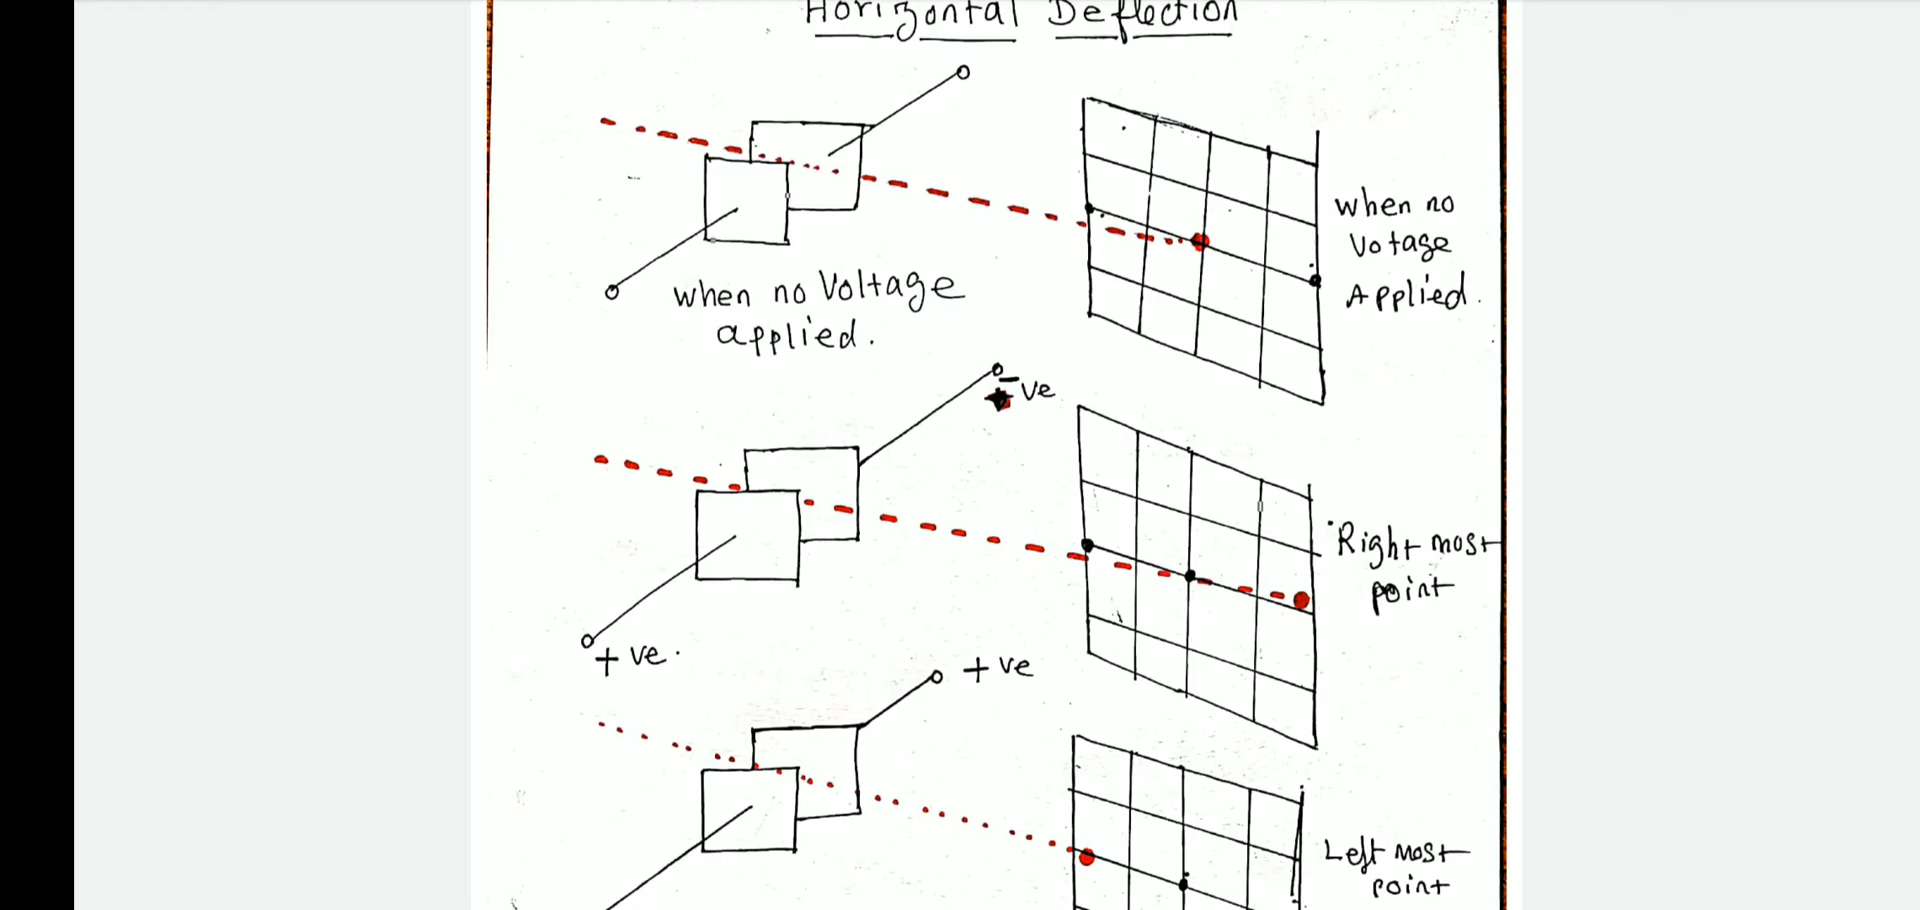 Horizontal Deflection
when no
Votage
Applied.
when no Voltage
applied.
- ve
Right most
point
+ ve.
+ ve
Left most
point